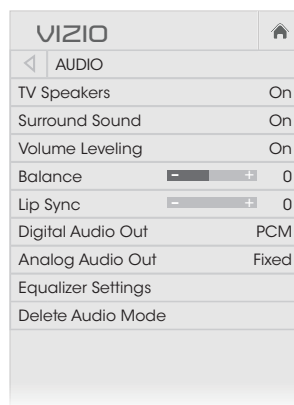 VIZIO
AUDIO
TV Speakers On
Surround Sound On
Volume Leveling On
Balance - + 0
Lip Sync - + 0
Digital Audio Out PCM
Analog Audio Out Fixed
Equalizer Settings
Delete Audio Mode